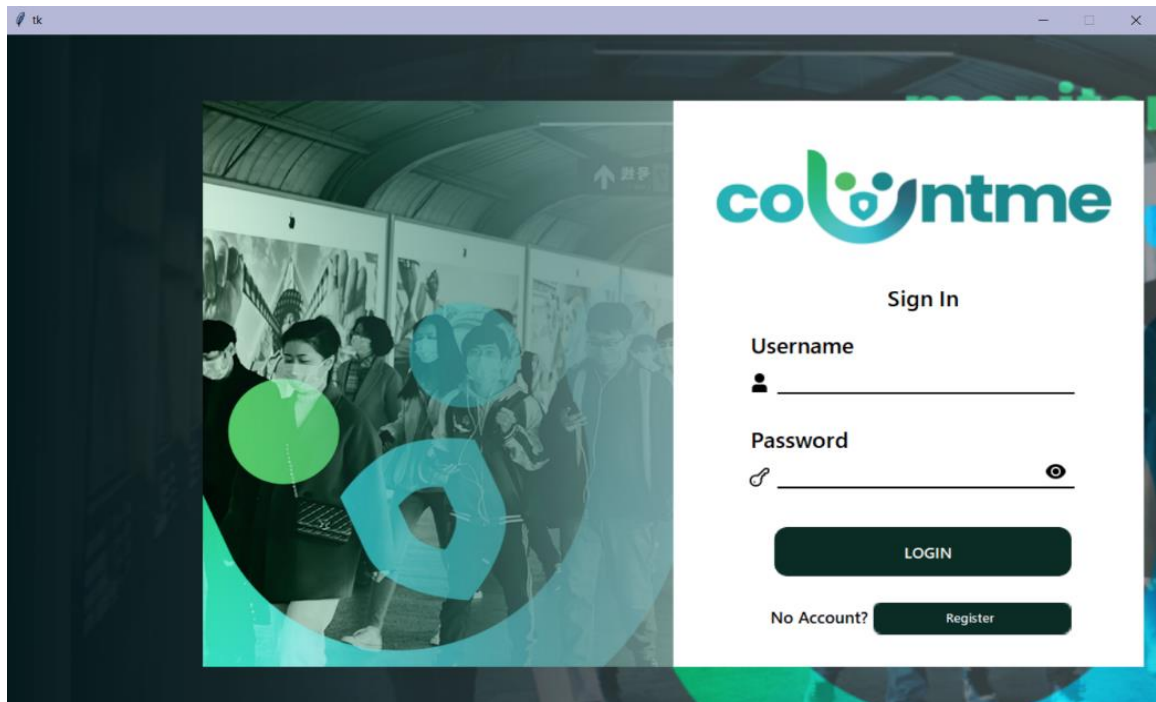 tk
countme
Sign In
Username
Password
LOGIN
No Account? Register